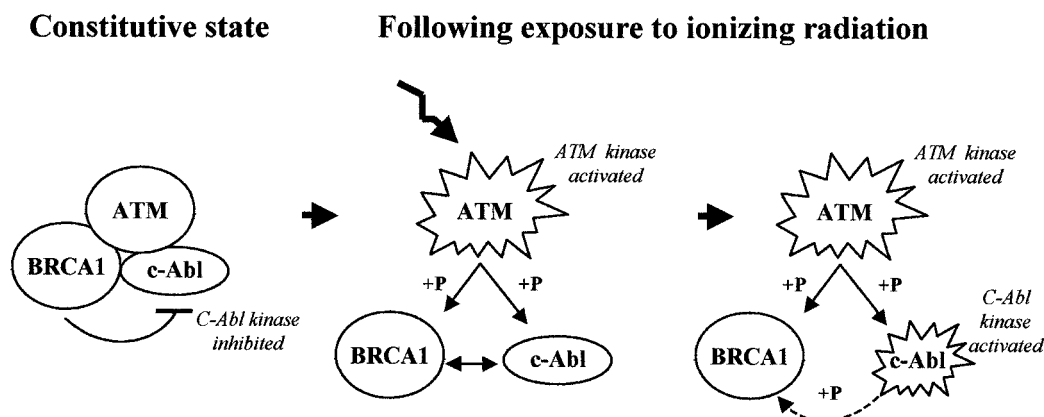 Constitutive state
Following exposure to ionizing radiation
ATM
BRCA1
c-Abl
C-Abl kinase
inhibited
ATM kinase
activated
ATM
+P
+P
BRCA1
c-Abl
ATM kinase
activated
ATM
+P
+P
C-Abl
kinase
activated
BRCA1
c-Abl
+P